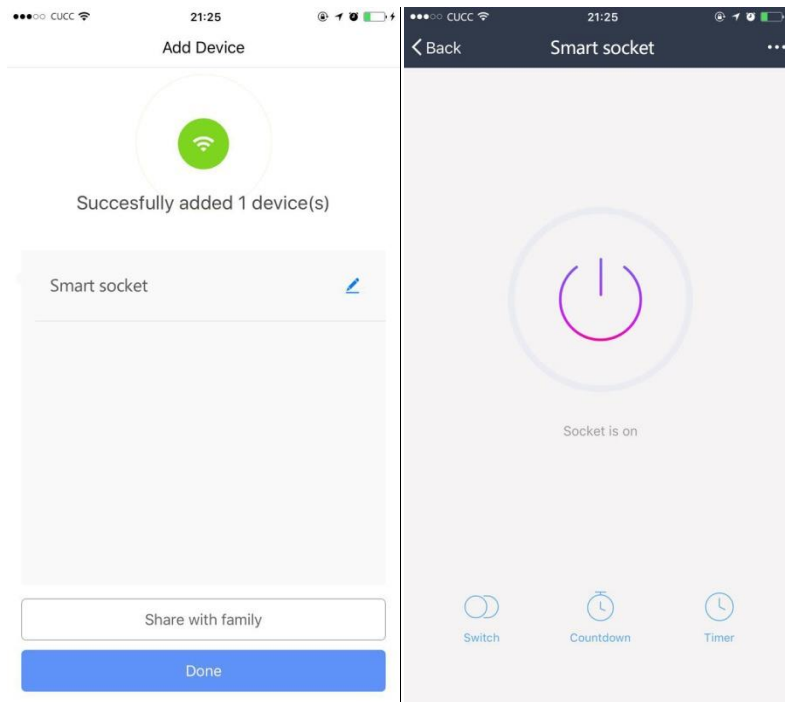 CUCC
21:25
Add Device
Succesfully added 1 device(s)
Smart socket
Share with family
Done
CUCC
21:25
Back
Smart socket
Socket is on
Switch
Countdown
Timer